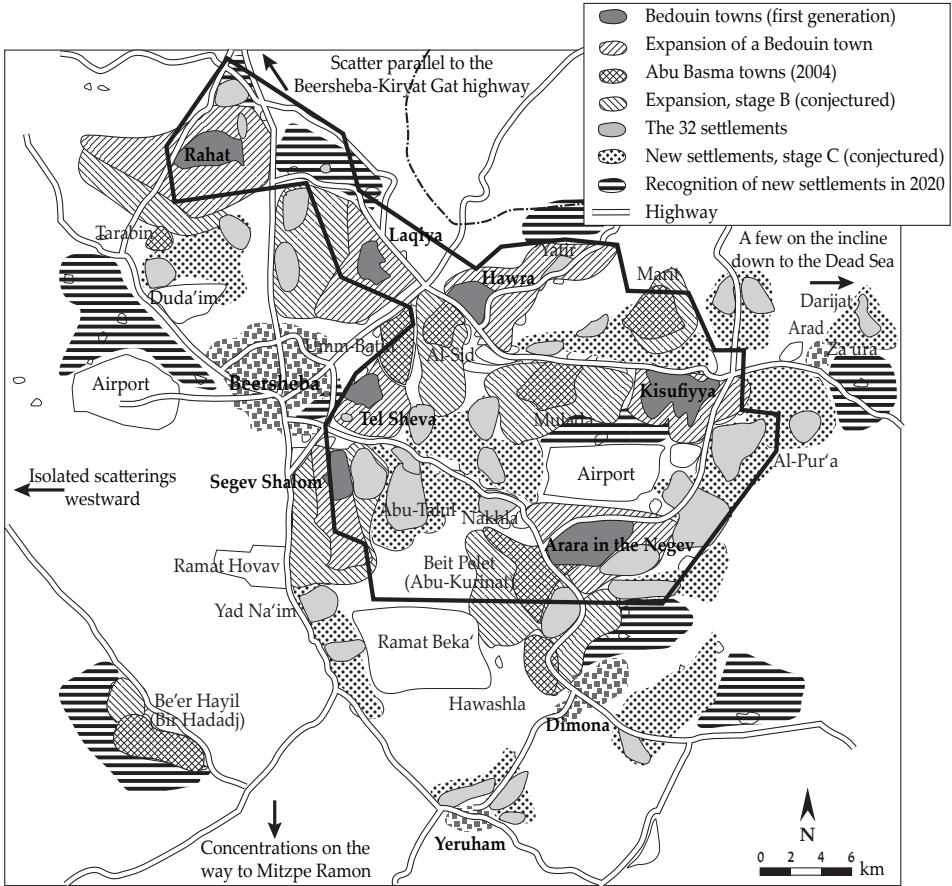 Bedouin towns (first generation)
Expansion of a Bedouin town
Abu Basma towns (2004)
Expansion, stage B (conjectured)
The 32 settlements
New settlements, stage C (conjectured)
Recognition of new settlements in 2020
Highway
Scatter parallel to the
Beersheba-Kiryat Gat highway
Rahat
Tarabin
Laqiya
Yatir
A few on the incline
down to the Dead Sea
Hawra
Marit
Duda‘im
Darijat
Arad
Umm-Batin
Al-Sid
Za‘ura
Airport
Beersheba
Kisufiyya
Tel Sheva
Mulada
Isolated scatterings
westward
Segev Shalom
Airport
Al-Pur‘a
Abu-Talul
Nakhla
Arara in the Negev
Ramat Hovav
Beit Pelet
(Abu-Kurinat)
Yad Na‘im
Ramat Beka‘
Be’er Hayil
(Bir Hadadj)
Hawashla
Dimona
Concentrations on the
way to Mitzpe Ramon
Yeruham
N
0 2 4 6 km